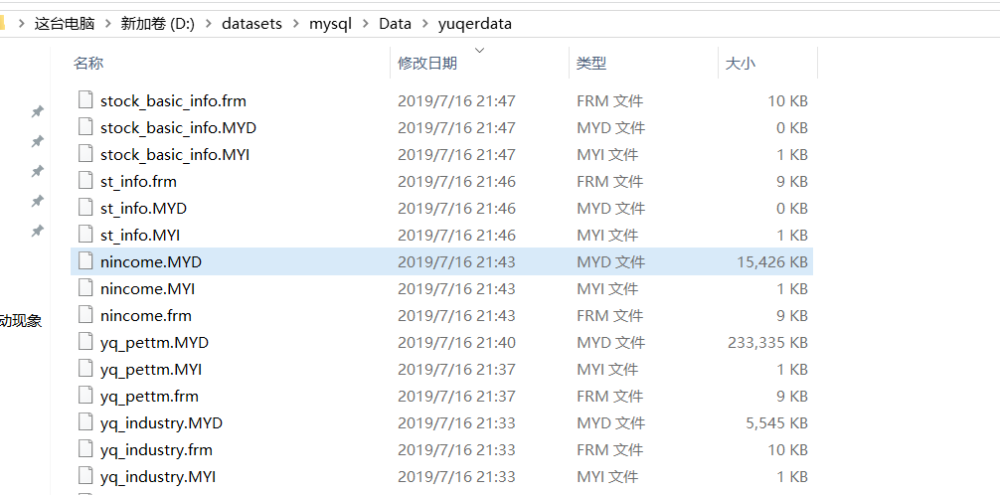 这台电脑 > 新加卷 (D:) > datasets > mysql > Data > yuqerdata
名称 修改日期 类型 大小
stock_basic_info.frm 2019/7/16 21:47 FRM 文件 10 KB
stock_basic_info.MYD 2019/7/16 21:47 MYD 文件 0 KB
stock_basic_info.MYI 2019/7/16 21:47 MYI 文件 1 KB
st_info.frm 2019/7/16 21:46 FRM 文件 9 KB
st_info.MYD 2019/7/16 21:46 MYD 文件 0 KB
st_info.MYI 2019/7/16 21:46 MYI 文件 1 KB
nincome.MYD 2019/7/16 21:43 MYD 文件 15,426 KB
nincome.MYI 2019/7/16 21:43 MYI 文件 1 KB
nincome.frm 2019/7/16 21:43 FRM 文件 9 KB
动现象
yq_pettm.MYD 2019/7/16 21:40 MYD 文件 233,335 KB
yq_pettm.MYI 2019/7/16 21:37 MYI 文件 1 KB
yq_pettm.frm 2019/7/16 21:37 FRM 文件 9 KB
yq_industry.MYD 2019/7/16 21:33 MYD 文件 5,545 KB
yq_industry.frm 2019/7/16 21:33 FRM 文件 10 KB
yq_industry.MYI 2019/7/16 21:33 MYI 文件 1 KB